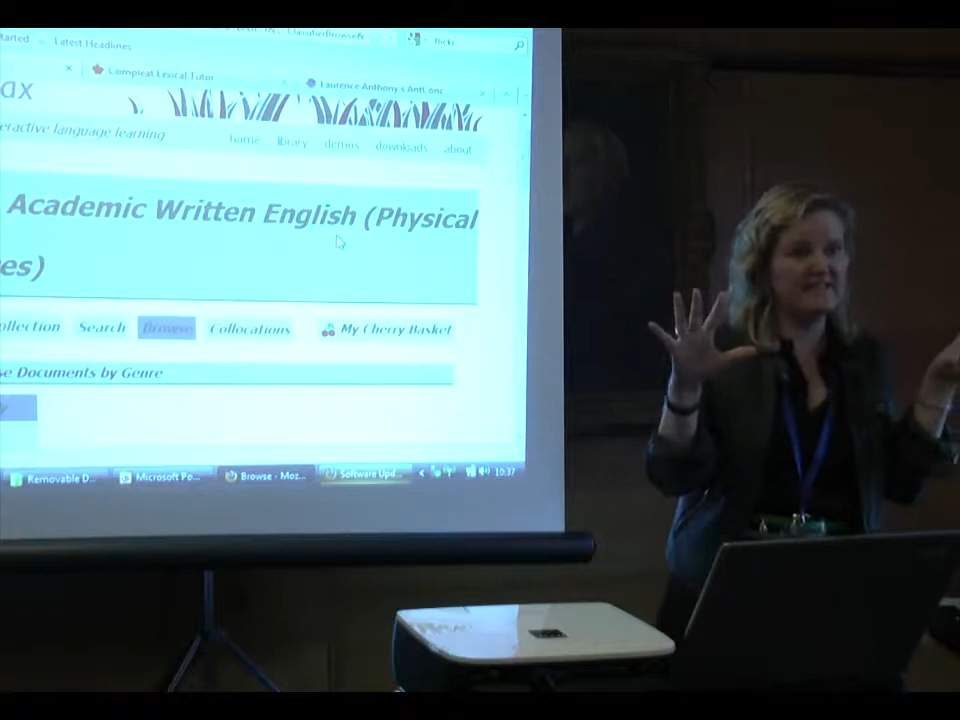 tarted Latest Headlines
flickr
Compleat Lexical Tutor
Laurence Anthony's AntConc
ax
eractive language learning
home library demos downloads about
Academic Written English (Physical
es)
ollection Search Browse Collocations My Cherry Basket
se Documents by Genre
Removable D... Microsoft Po... Browse - Moz... Software Upd... 10:37